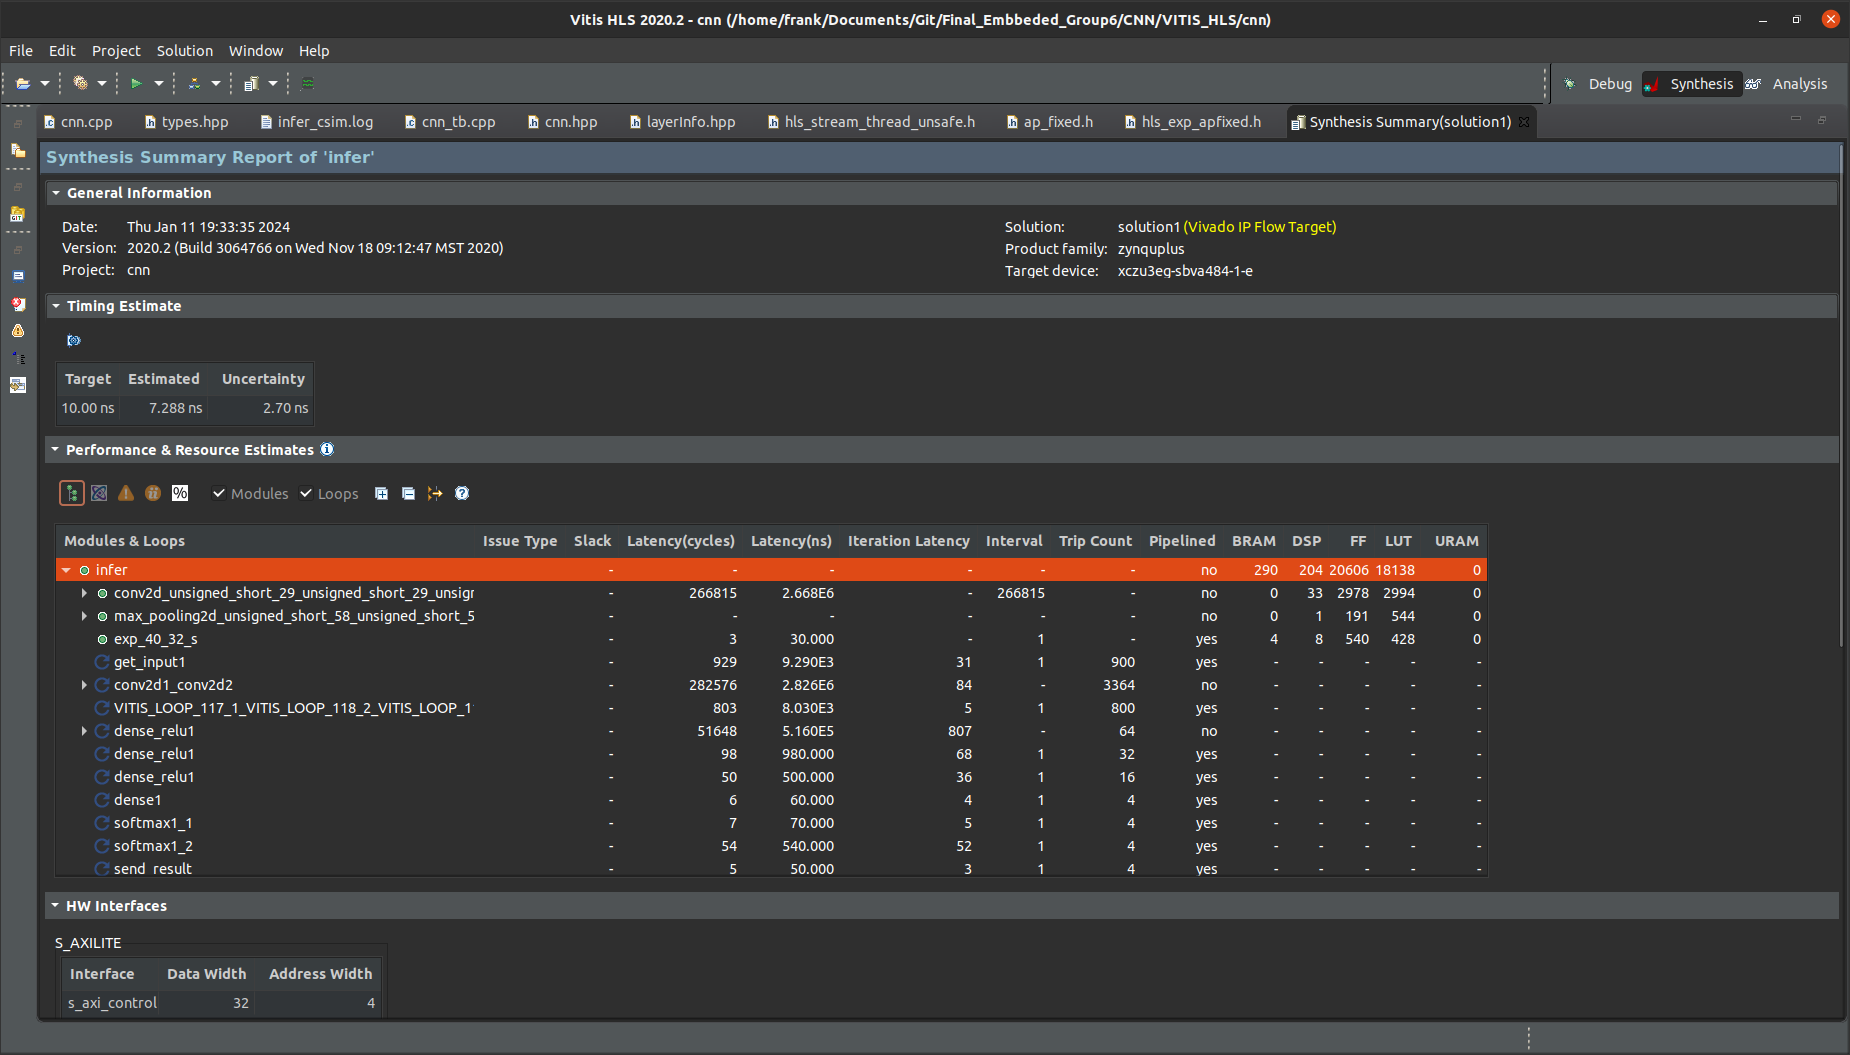 Vitis HLS 2020.2 - cnn (/home/frank/Documents/Git/Final_Embbeded_Group6/CNN/VITIS_HLS/cnn)
File Edit Project Solution Window Help
Debug Synthesis Analysis
cnn.cpp types.hpp infer_csim.log cnn_tb.cpp cnn.hpp layerInfo.hpp hls_stream_thread_unsafe.h ap_fixed.h hls_exp_apfixed.h Synthesis Summary(solution1)
Synthesis Summary Report of 'infer'
General Information
Date: Thu Jan 11 19:33:35 2024 Solution: solution1 (Vivado IP Flow Target)
Version: 2020.2 (Build 3064766 on Wed Nov 18 09:12:47 MST 2020) Product family: zynquplus
Project: cnn Target device: xczu3eg-sbva484-1-e
Timing Estimate
Target Estimated Uncertainty
10.00 ns 7.288 ns 2.70 ns
Performance & Resource Estimates
% Modules Loops
Modules & Loops Issue Type Slack Latency(cycles) Latency(ns) Iteration Latency Interval Trip Count Pipelined BRAM DSP FF LUT URAM
infer - - - - - - no 290 204 20606 18138 0
conv2d_unsigned_short_29_unsigned_short_29_unsigr - 266815 2.668E6 - 266815 - no 0 33 2978 2994 0
max_pooling2d_unsigned_short_58_unsigned_short_5 - - - - - - no 0 1 191 544 0
exp_40_32_s - 3 30.000 - 1 - yes 4 8 540 428 0
get_input1 - 929 9.290E3 31 1 900 yes - - - - -
conv2d1_conv2d2 - 282576 2.826E6 84 - 3364 no - - - - -
VITIS_LOOP_117_1_VITIS_LOOP_118_2_VITIS_LOOP_1 - 803 8.030E3 5 1 800 yes - - - - -
dense_relu1 - 51648 5.160E5 807 - 64 no - - - - -
dense_relu1 - 98 980.000 68 1 32 yes - - - - -
dense_relu1 - 50 500.000 36 1 16 yes - - - - -
dense1 - 6 60.000 4 1 4 yes - - - - -
softmax1_1 - 7 70.000 5 1 4 yes - - - - -
softmax1_2 - 54 540.000 52 1 4 yes - - - - -
send_result - 5 50.000 3 1 4 yes - - - - -
HW Interfaces
S_AXILITE
Interface Data Width Address Width
s_axi_control 32 4